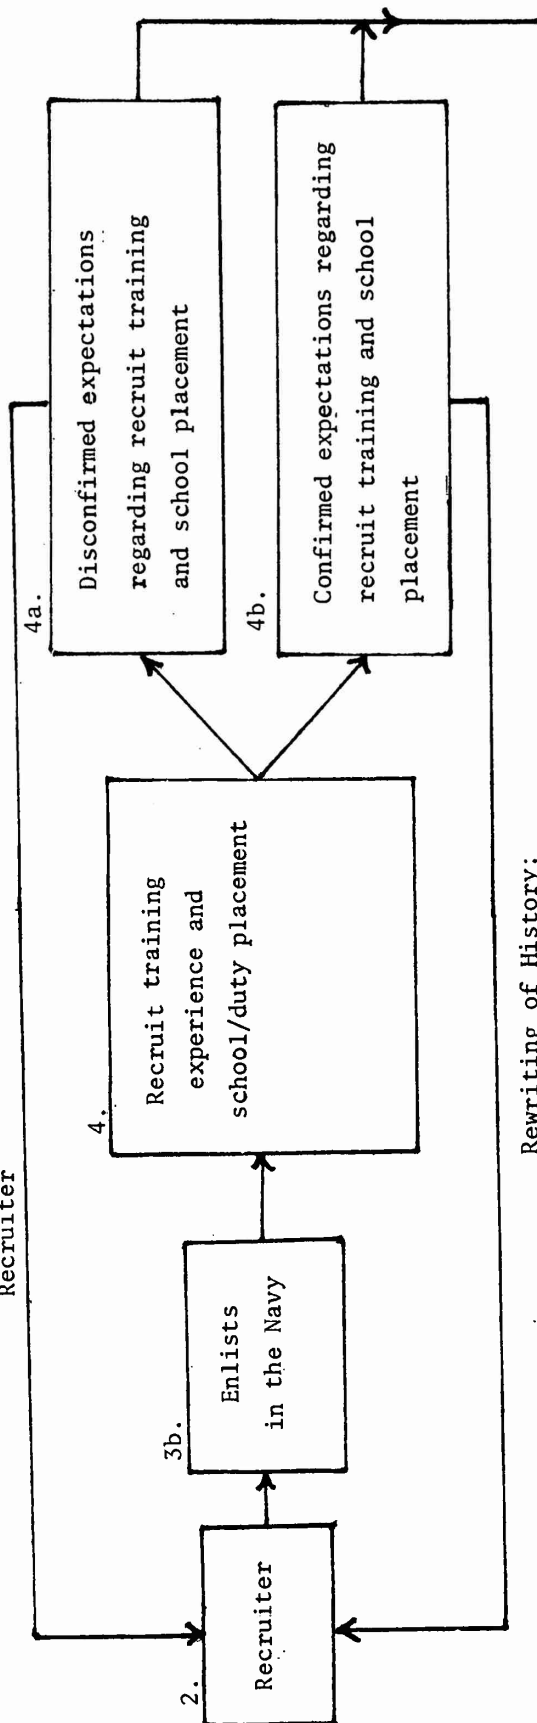 Recruiter
2.
Recruiter
3b.
Enlists
in the Navy
4.
Recruit training
experience and
school/duty placement
4a.
Disconfirmed expectations
regarding recruit training
and school placement
4b.
Confirmed expectations regarding
recruit training and school
placement
Rewriting of History: